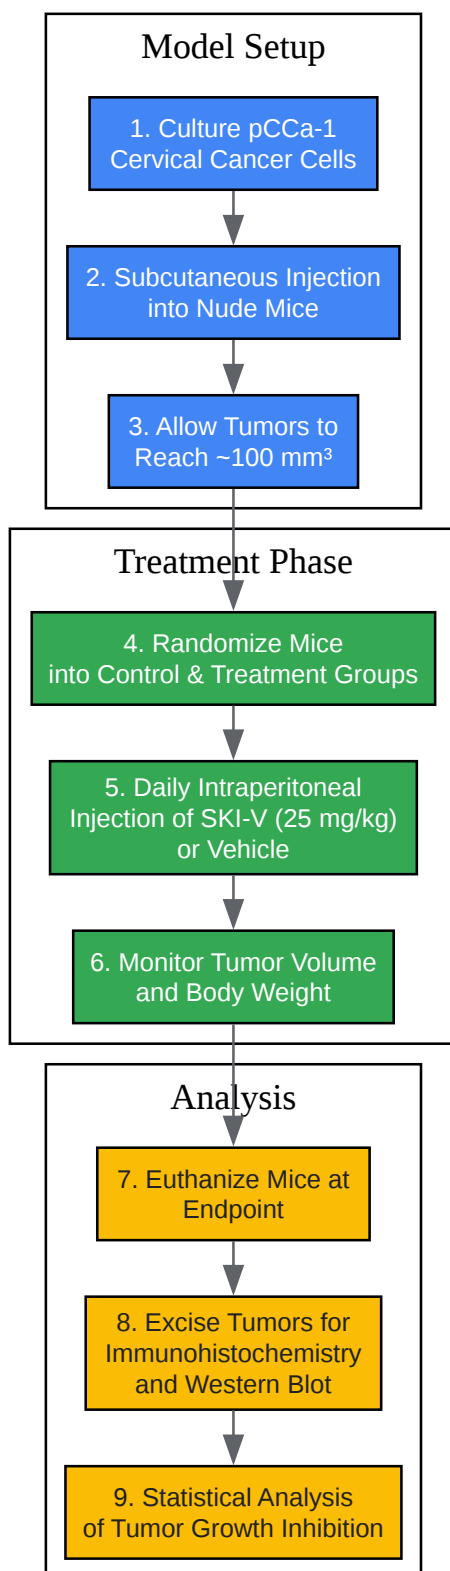 Model Setup
1. Culture pCCa-1
Cervical Cancer Cells
2. Subcutaneous Injection
into Nude Mice
3. Allow Tumors to
Reach ~100 mm³
Treatment Phase
4. Randomize Mice
into Control & Treatment Groups
5. Daily Intraperitoneal
Injection of SKI-V (25 mg/kg)
or Vehicle
6. Monitor Tumor Volume
and Body Weight
Analysis
7. Euthanize Mice at
Endpoint
8. Excise Tumors for
Immunohistochemistry
and Western Blot
9. Statistical Analysis
of Tumor Growth Inhibition